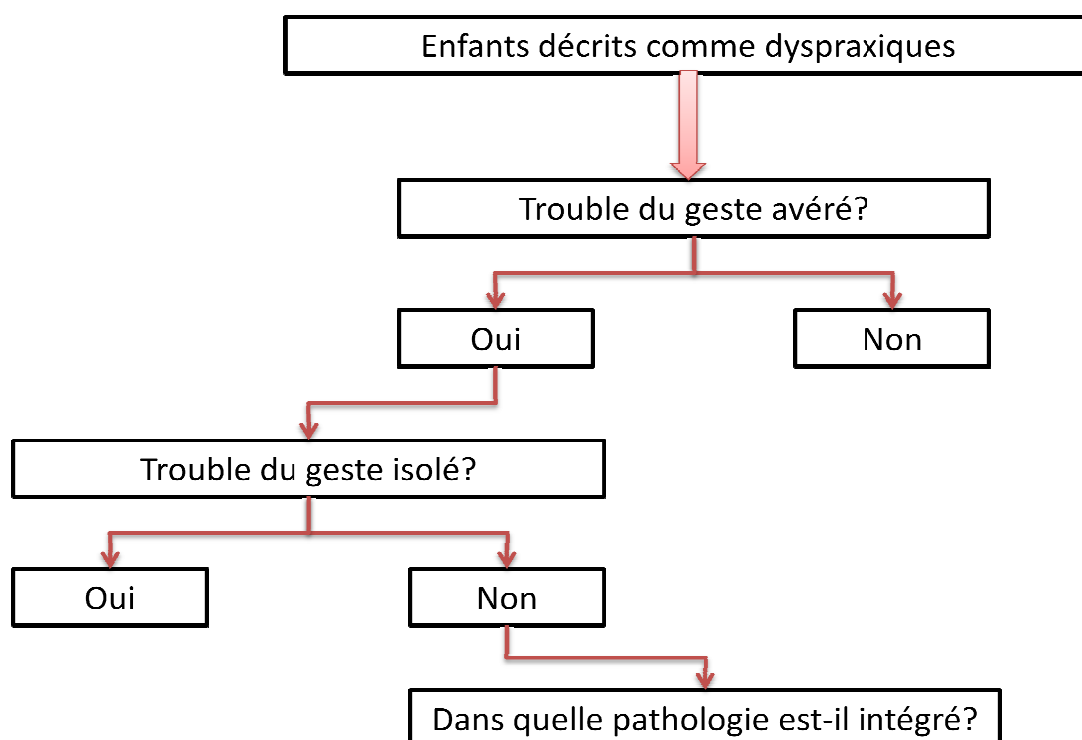 Enfants décrits comme dyspraxiques
Trouble du geste avéré?
Oui
Non
Trouble du geste isolé?
Oui
Non
Dans quelle pathologie est-il intégré?